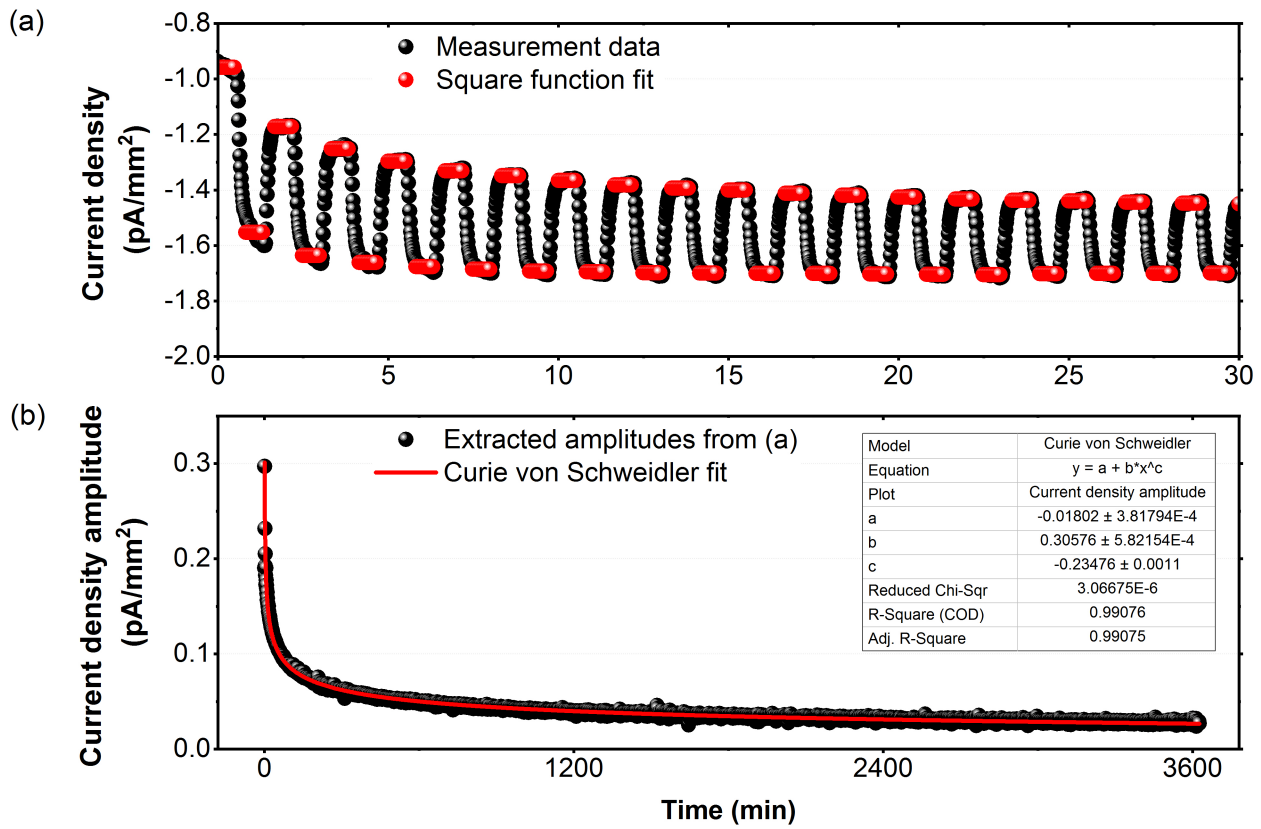 (a)
Current density
(pA/mm²)
-0.8
-1.0
-1.2
-1.4
-1.6
-1.8
-2.0
Measurement data
Square function fit
0 5 10 15 20 25 30
(b)
Current density amplitude
(pA/mm²)
0.3
0.2
0.1
0.0
Extracted amplitudes from (a)
Curie von Schweidler fit
Model Curie von Schweidler
Equation y = a + b*x^c
Plot Current density amplitude
a -0.01802 ± 3.81794E-4
b 0.30576 ± 5.82154E-4
c -0.23476 ± 0.0011
Reduced Chi-Sqr 3.06675E-6
R-Square (COD) 0.99076
Adj. R-Square 0.99075
0 1200 2400 3600
Time (min)